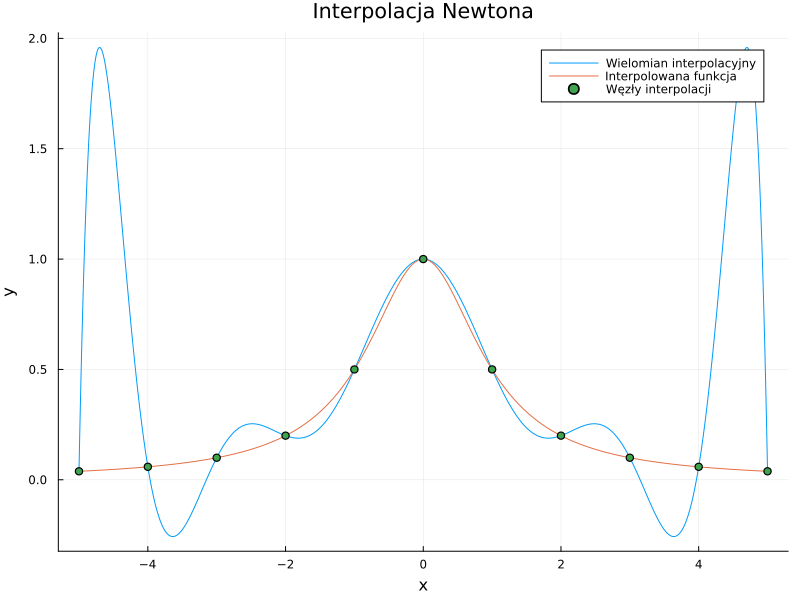 Interpolacja Newtona
2.0
1.5
1.0
0.5
0.0
y
Wielomian interpolacyjny
Interpolowana funkcja
Węzły interpolacji
−4
−2
0
2
4
x